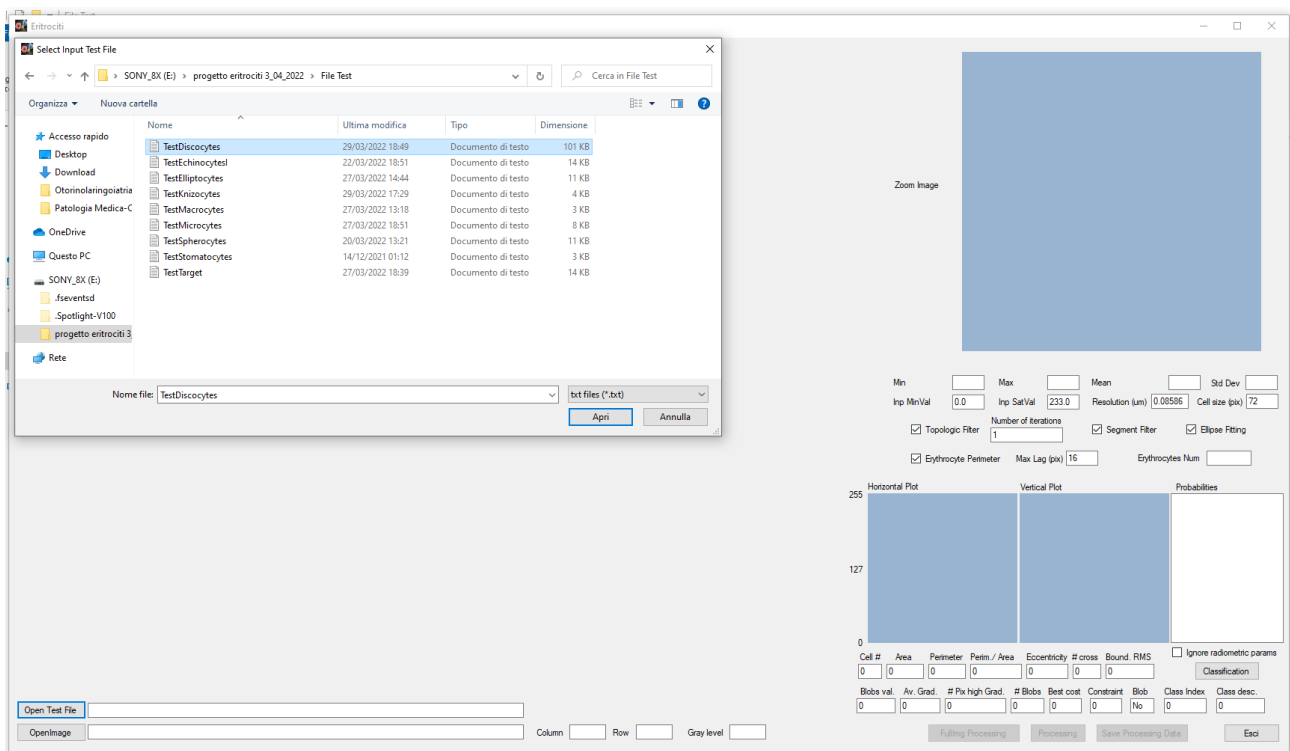 File Test
Eritrociti
Select Input Test File
SONY_8X (E:) › progetto eritrociti 3_04_2022 › File Test
Cerca in File Test
Organizza
Nuova cartella
Nome Ultima modifica Tipo Dimensione
Accesso rapido
Desktop
Download
Otorinolaringoiatria
Patologia Medica-C
OneDrive
Questo PC
SONY_8X (E:)
.fseventsd
.Spotlight-V100
progetto eritrociti 3_
Rete
TestDiscocytes 29/03/2022 18:49 Documento di testo 101 KB
TestEchinocytesI 22/03/2022 18:51 Documento di testo 14 KB
TestElliptocytes 27/03/2022 14:44 Documento di testo 11 KB
TestKnizocytes 29/03/2022 17:29 Documento di testo 4 KB
TestMacrocytes 27/03/2022 13:18 Documento di testo 3 KB
TestMicrocytes 27/03/2022 18:51 Documento di testo 8 KB
TestSpherocytes 20/03/2022 13:21 Documento di testo 11 KB
TestStomatocytes 14/12/2021 01:12 Documento di testo 3 KB
TestTarget 27/03/2022 18:39 Documento di testo 14 KB
Nome file: TestDiscocytes txt files (*.txt)
Apri Annulla
Zoom Image
Min Max Mean Std Dev
Inp MinVal 0.0 Inp SatVal 233.0 Resolution (um) 0.08586 Cell size (pix) 72
Topologic Filter Number of iterations 1 Segment Filter Ellipse Fitting
Erythrocyte Perimeter Max Lag (pix) 16 Erythrocytes Num
Horizontal Plot Vertical Plot Probabilities
255
127
0
Ignore radiometric params
Cell # Area Perimeter Perim./ Area Eccentricity # cross Bound. RMS
0 0 0 0 0 0 0
Classification
Blobs val. Av. Grad. # Pix high Grad. # Blobs Best cost Constraint Blob Class Index Class desc.
0 0 0 0 0 0 No 0 0
Open Test File
OpenImage Column Row Gray level
Fulling Processing Processing Save Processing Data Esci